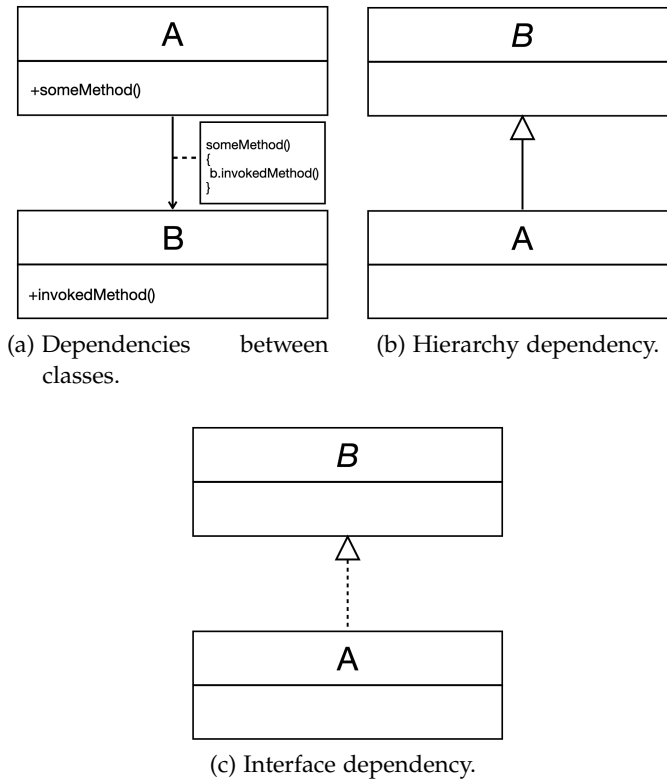 A
+someMethod()
someMethod()
{
b.invokedMethod()
}
B
+invokedMethod()
(a) Dependencies between
classes.
B
A
(b) Hierarchy dependency.
B
A
(c) Interface dependency.